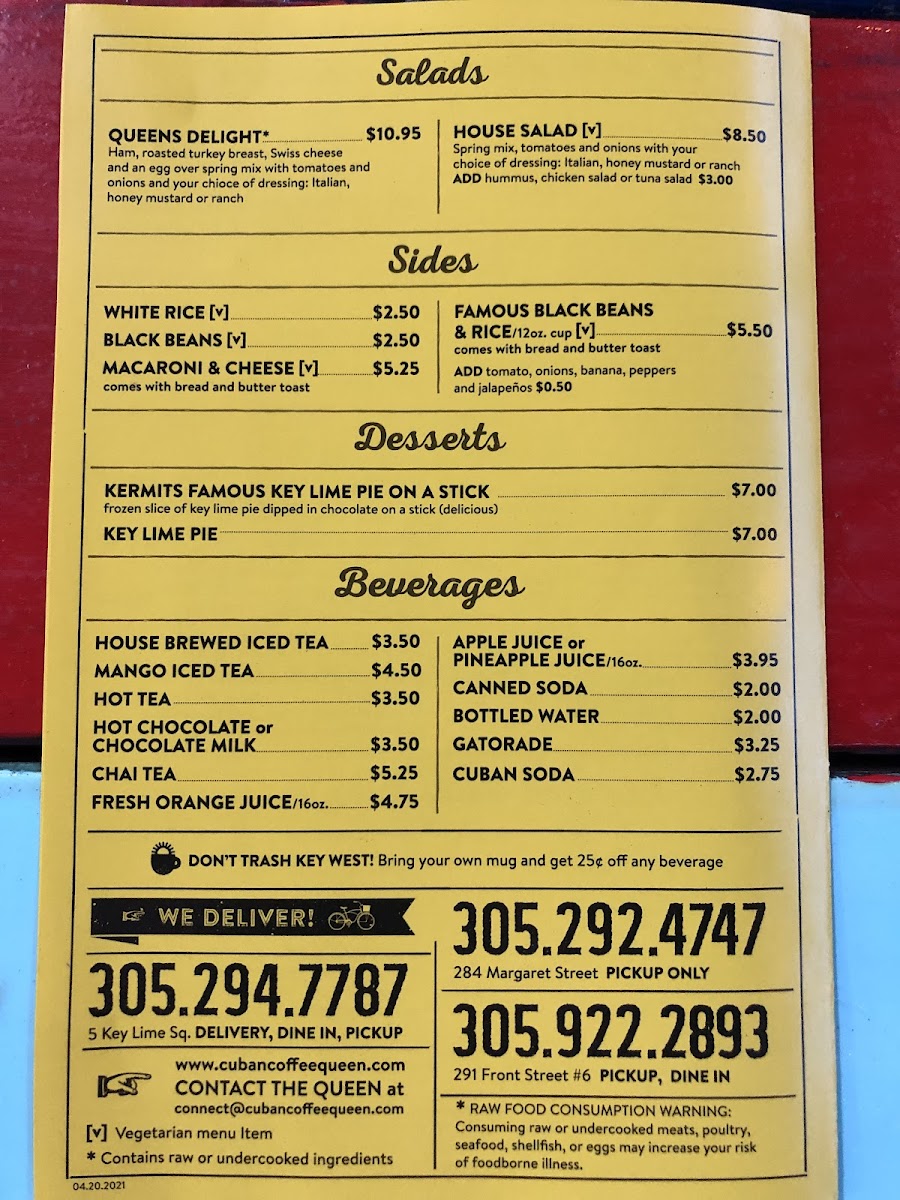 Salads
QUEENS DELIGHT* $10.95
Ham, roasted turkey breast, Swiss cheese
and an egg over spring mix with tomatoes and
onions and your chioce of dressing: Italian,
honey mustard or ranch
HOUSE SALAD [v] $8.50
Spring mix, tomatoes and onions with your
choice of dressing: Italian, honey mustard or ranch
ADD hummus, chicken salad or tuna salad $3.00
Sides
WHITE RICE [v] $2.50
BLACK BEANS [v] $2.50
MACARONI & CHEESE [v] $5.25
comes with bread and butter toast
FAMOUS BLACK BEANS
& RICE/12oz. cup [v] $5.50
comes with bread and butter toast
ADD tomato, onions, banana, peppers
and jalapeños $0.50
Desserts
KERMITS FAMOUS KEY LIME PIE ON A STICK $7.00
frozen slice of key lime pie dipped in chocolate on a stick (delicious)
KEY LIME PIE $7.00
Beverages
HOUSE BREWED ICED TEA $3.50
MANGO ICED TEA $4.50
HOT TEA $3.50
HOT CHOCOLATE or
CHOCOLATE MILK $3.50
CHAI TEA $5.25
FRESH ORANGE JUICE/16oz. $4.75
APPLE JUICE or
PINEAPPLE JUICE/16oz. $3.95
CANNED SODA $2.00
BOTTLED WATER $2.00
GATORADE $3.25
CUBAN SODA $2.75
DON'T TRASH KEY WEST! Bring your own mug and get 25¢ off any beverage
WE DELIVER!
305.294.7787
5 Key Lime Sq. DELIVERY, DINE IN, PICKUP
www.cubancoffeequeen.com
CONTACT THE QUEEN at
connect@cubancoffeequeen.com
[v] Vegetarian menu Item
* Contains raw or undercooked ingredients
305.292.4747
284 Margaret Street PICKUP ONLY
305.922.2893
291 Front Street #6 PICKUP, DINE IN
* RAW FOOD CONSUMPTION WARNING:
Consuming raw or undercooked meats, poultry,
seafood, shellfish, or eggs may increase your risk
of foodborne illness.
04.20.2021